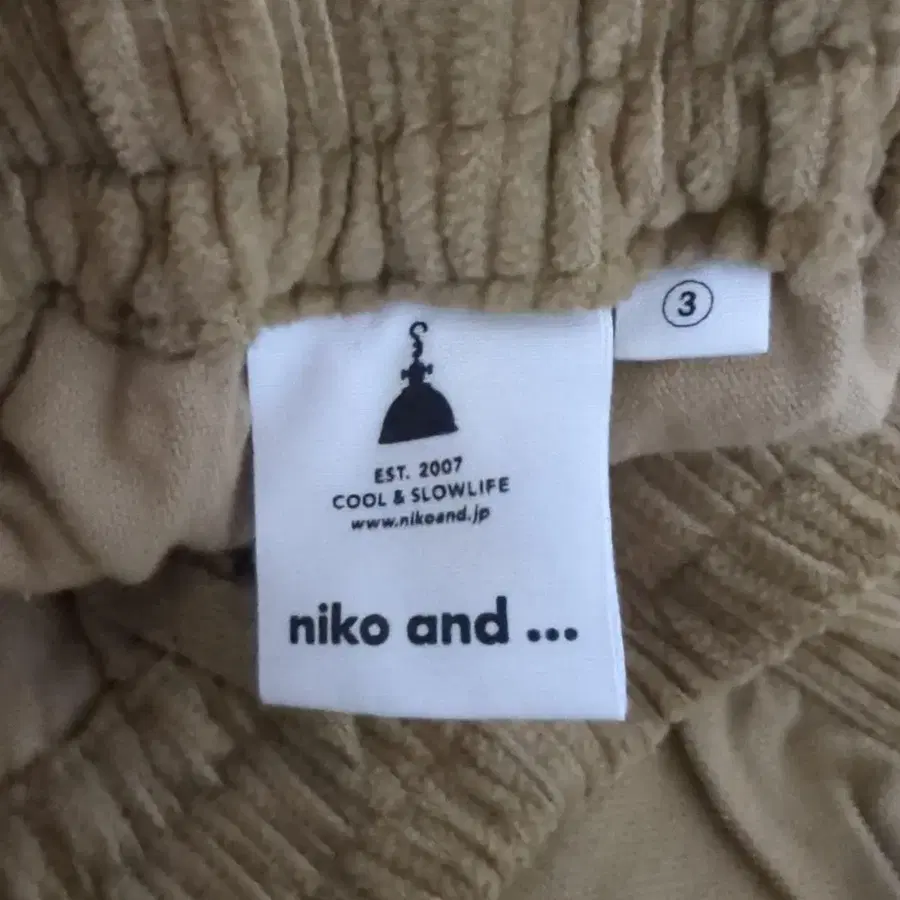 3
EST. 2007
COOL & SLOWLIFE
www.nikoand.jp
niko and ...